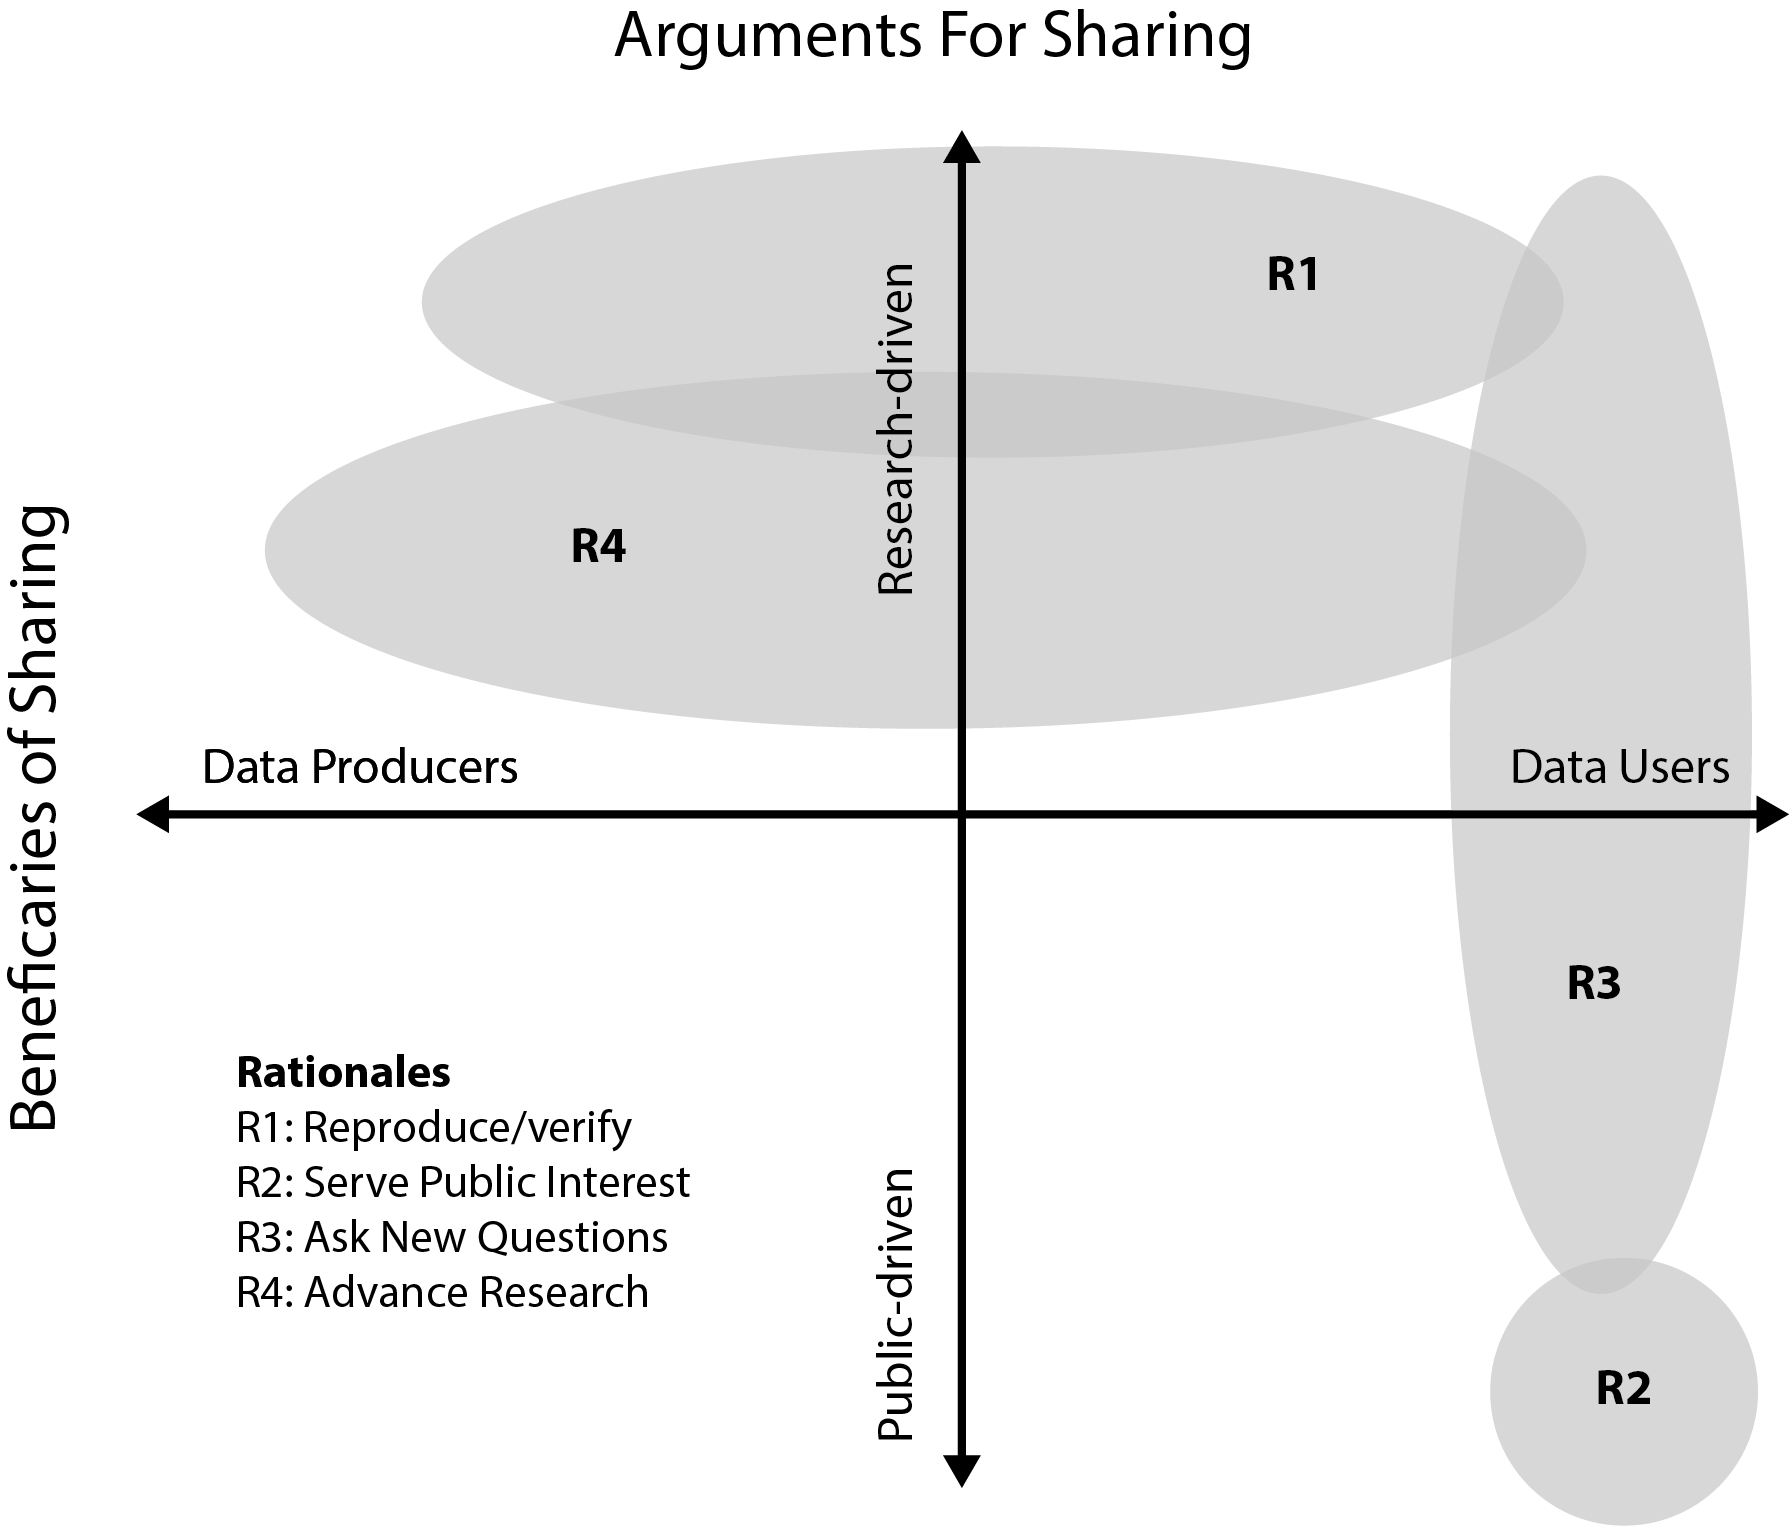 Arguments For Sharing
R1
Research-driven
R4
Beneficaries of Sharing
Data Producers
Data Users
R3
Rationales
R1: Reproduce/verify
R2: Serve Public Interest
R3: Ask New Questions
R4: Advance Research
Public-driven
R2